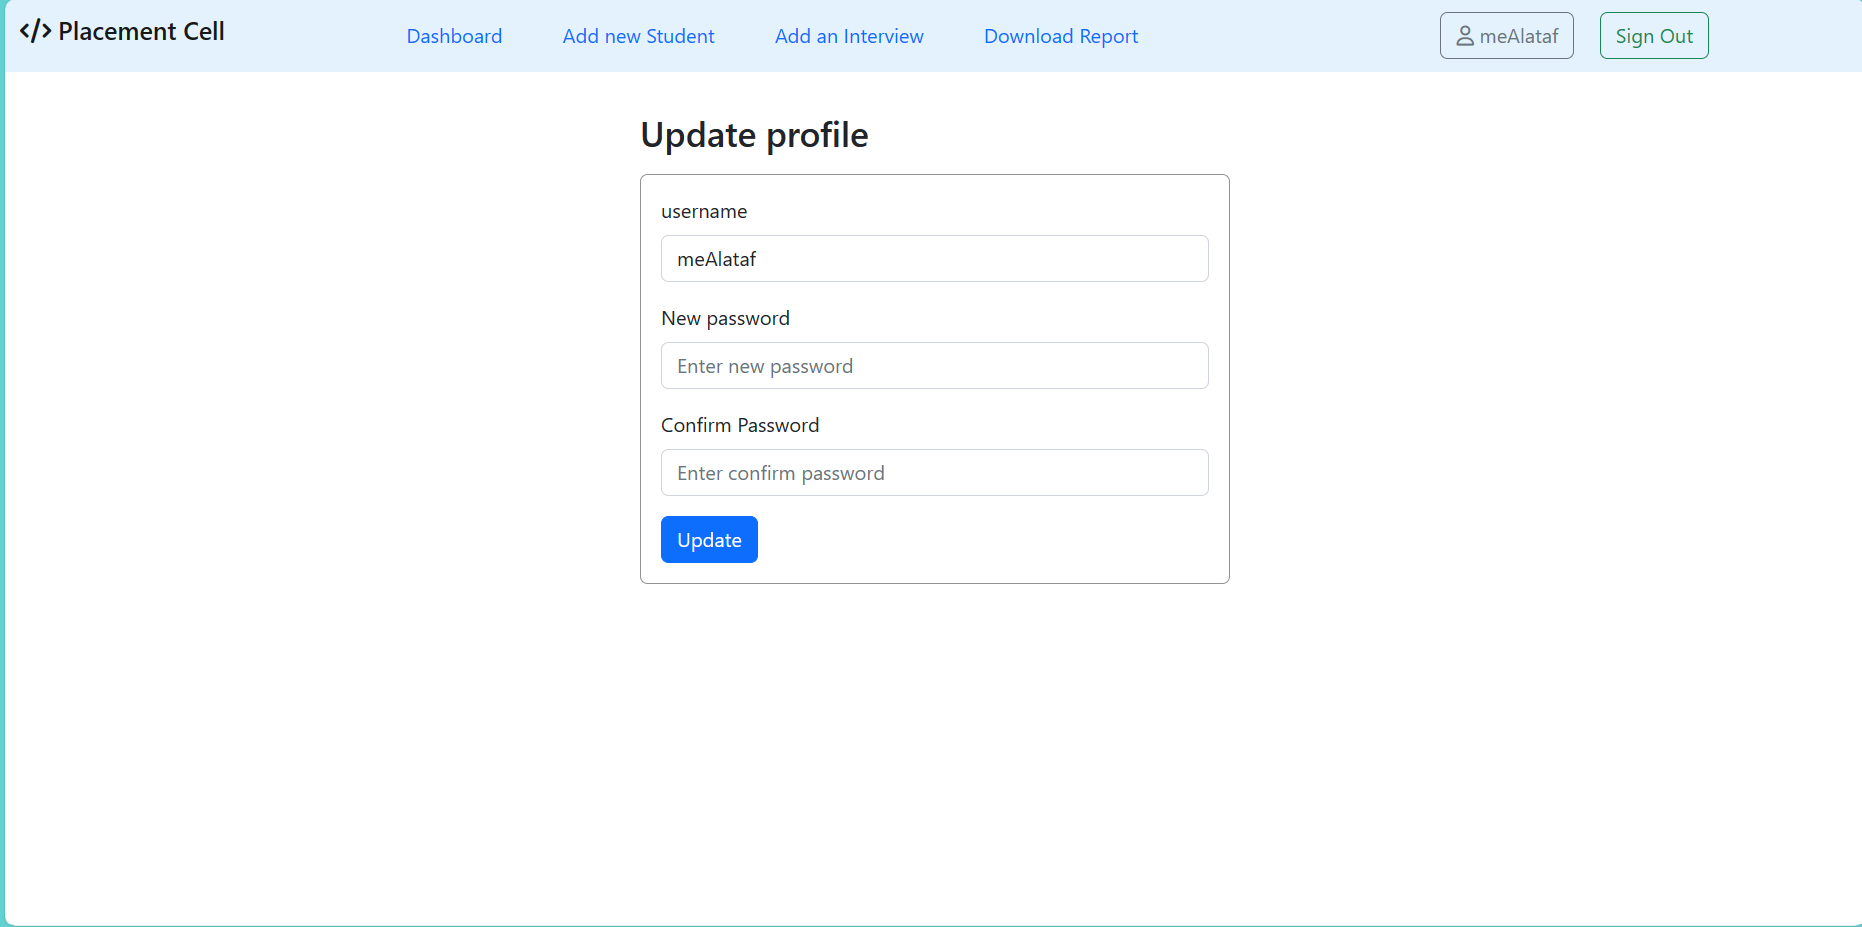 </> Placement Cell
Dashboard
Add new Student
Add an Interview
Download Report
meAlataf
Sign Out
Update profile
username
meAlataf
New password
Enter new password
Confirm Password
Enter confirm password
Update